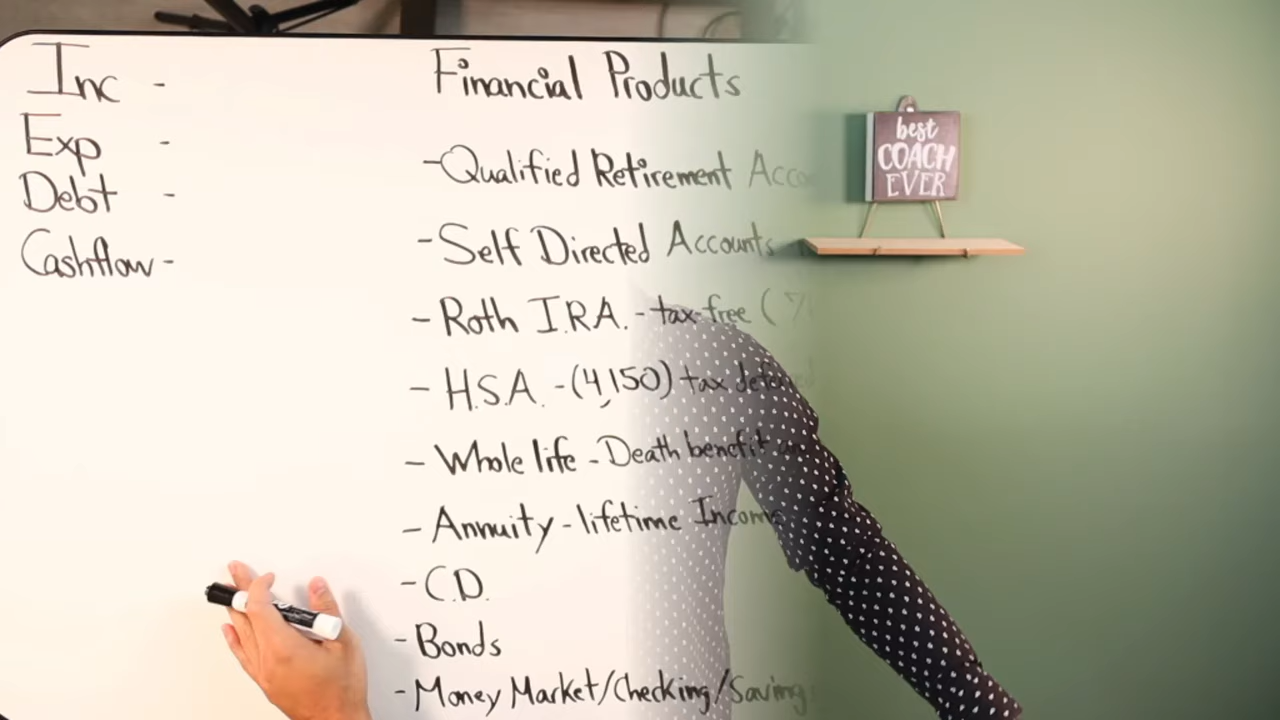 Inc -
Exp -
Debt -
Cashflow -
Financial Products
- Qualified Retirement
- Self Directed Accounts
- Roth I.R.A. - tax-free (
- H.S.A. - (4,150) tax
- Whole life - Death benefit
- Annuity - lifetime Income
- C.D.
- Bonds
- Money Market/Checking/Saving
best
COACH
EVER